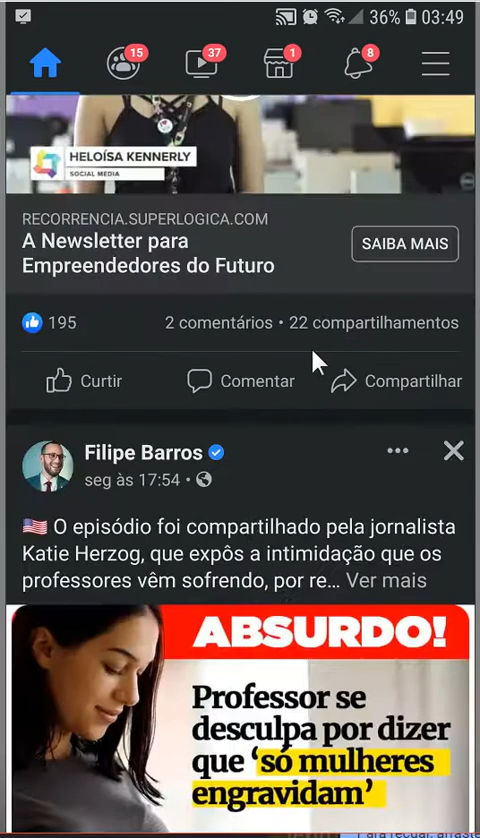 36% 03:49
15 37 1 8
HELOÍSA KENNERLY
SOCIAL MEDIA
RECORRENCIA.SUPERLOGICA.COM
A Newsletter para
Empreendedores do Futuro
SAIBA MAIS
195 2 comentários • 22 compartilhamentos
Curtir Comentar Compartilhar
Filipe Barros
seg às 17:54 •
🇺🇸 O episódio foi compartilhado pela jornalista
Katie Herzog, que expôs a intimidação que os
professores vêm sofrendo, por re... Ver mais
ABSURDO!
Professor se
desculpa por dizer
que ‘só mulheres
engravidam’